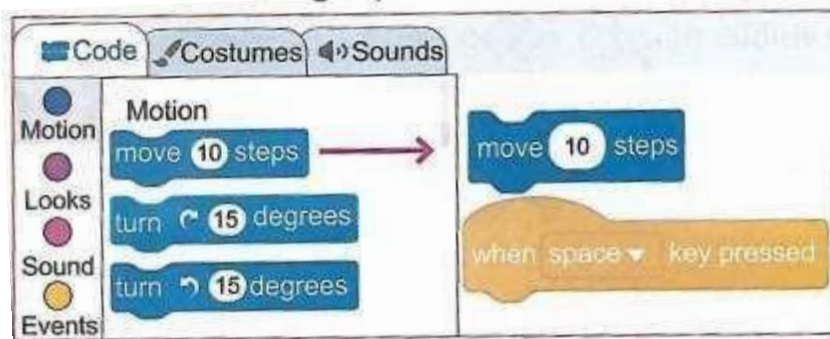 Code Costumes Sounds
Motion
Looks
Sound
Events
Motion
move 10 steps
turn 15 degrees
turn 15 degrees
move 10 steps
when space key pressed